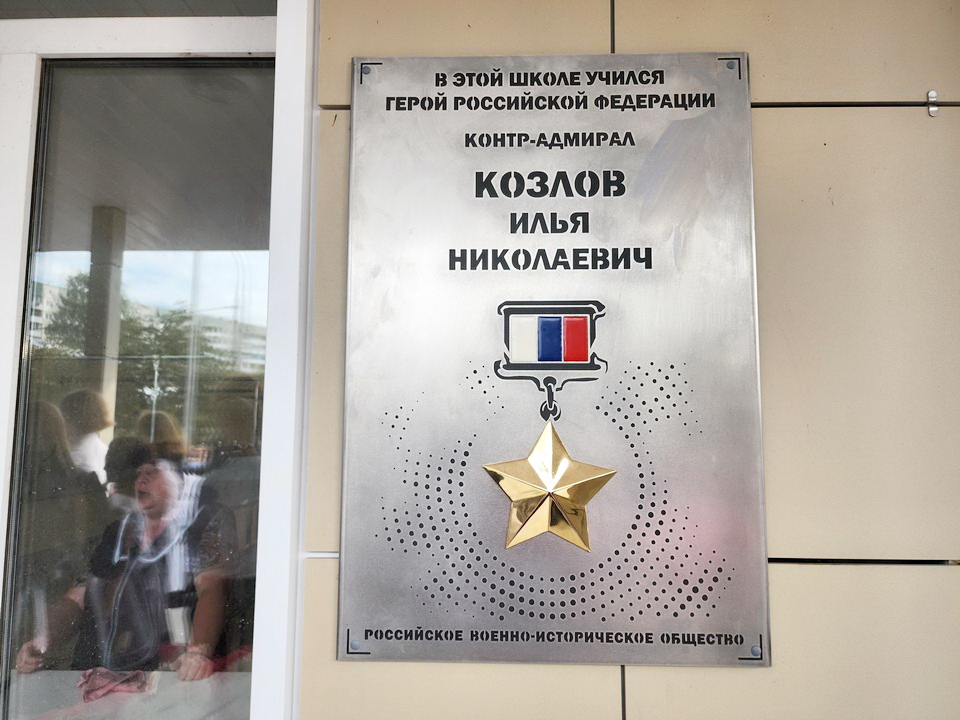 В ЭТОЙ ШКОЛЕ УЧИЛСЯ
ГЕРОЙ РОССИЙСКОЙ ФЕДЕРАЦИИ
КОНТР-АДМИРАЛ
КОЗЛОВ
ИЛЬЯ
НИКОЛАЕВИЧ
РОССИЙСКОЕ ВОЕННО-ИСТОРИЧЕСКОЕ ОБЩЕСТВО